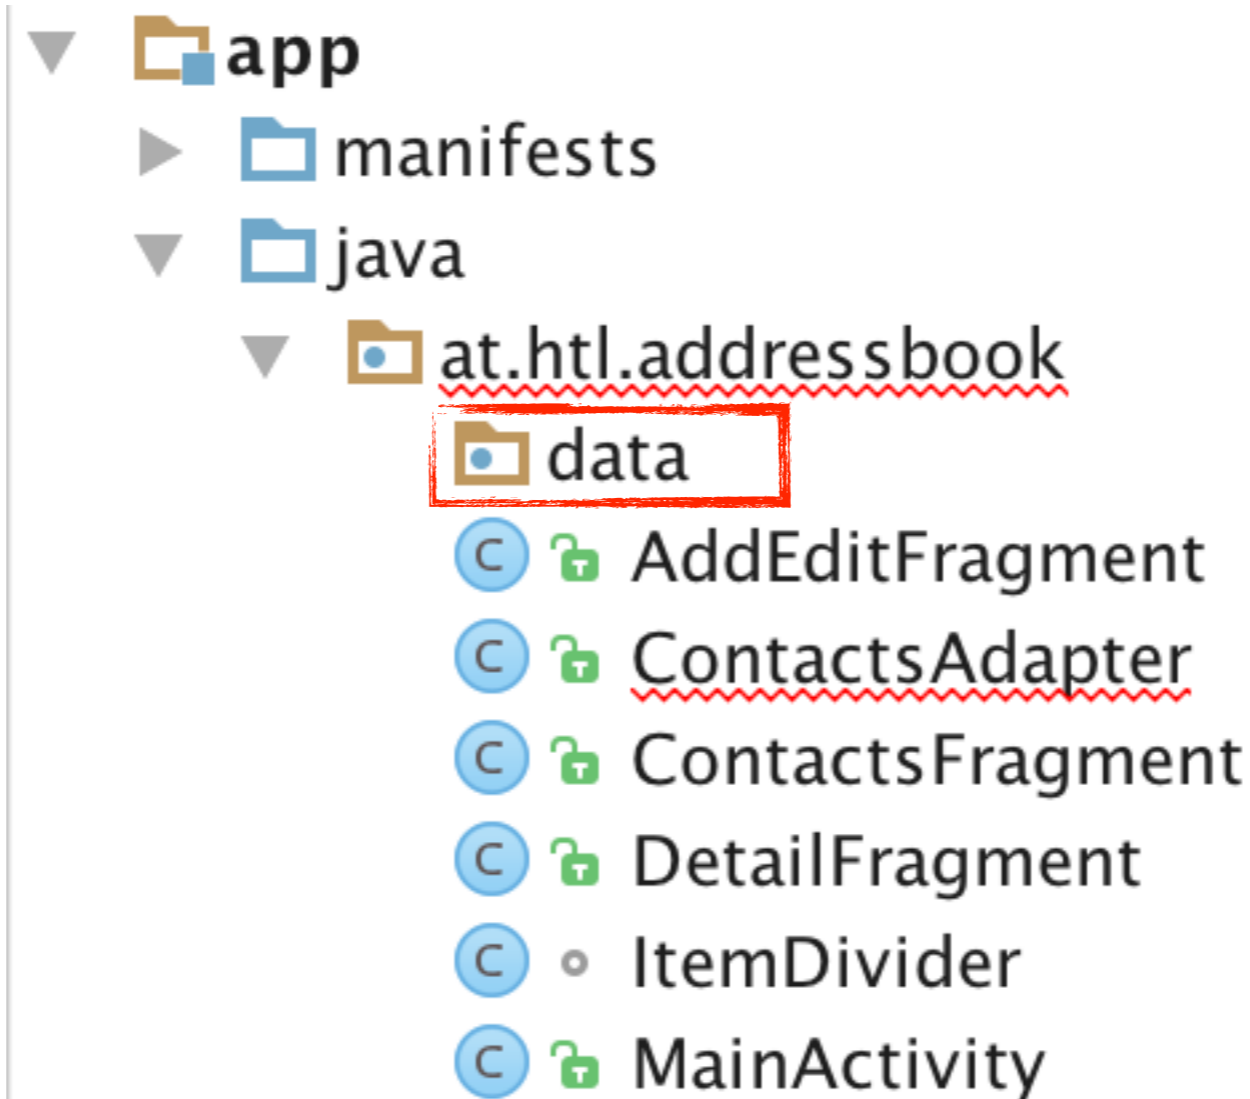 app
manifests
java
at.htl.addressbook
data
C AddEditFragment
C ContactsAdapter
C ContactsFragment
C DetailFragment
C ItemDivider
C MainActivity